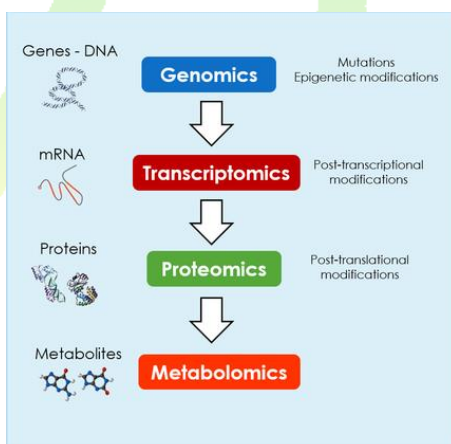 Genes - DNA
Genomics
Mutations
Epigenetic modifications
mRNA
Transcriptomics
Post-transcriptional
modifications
Proteins
Proteomics
Post-translational
modifications
Metabolites
Metabolomics